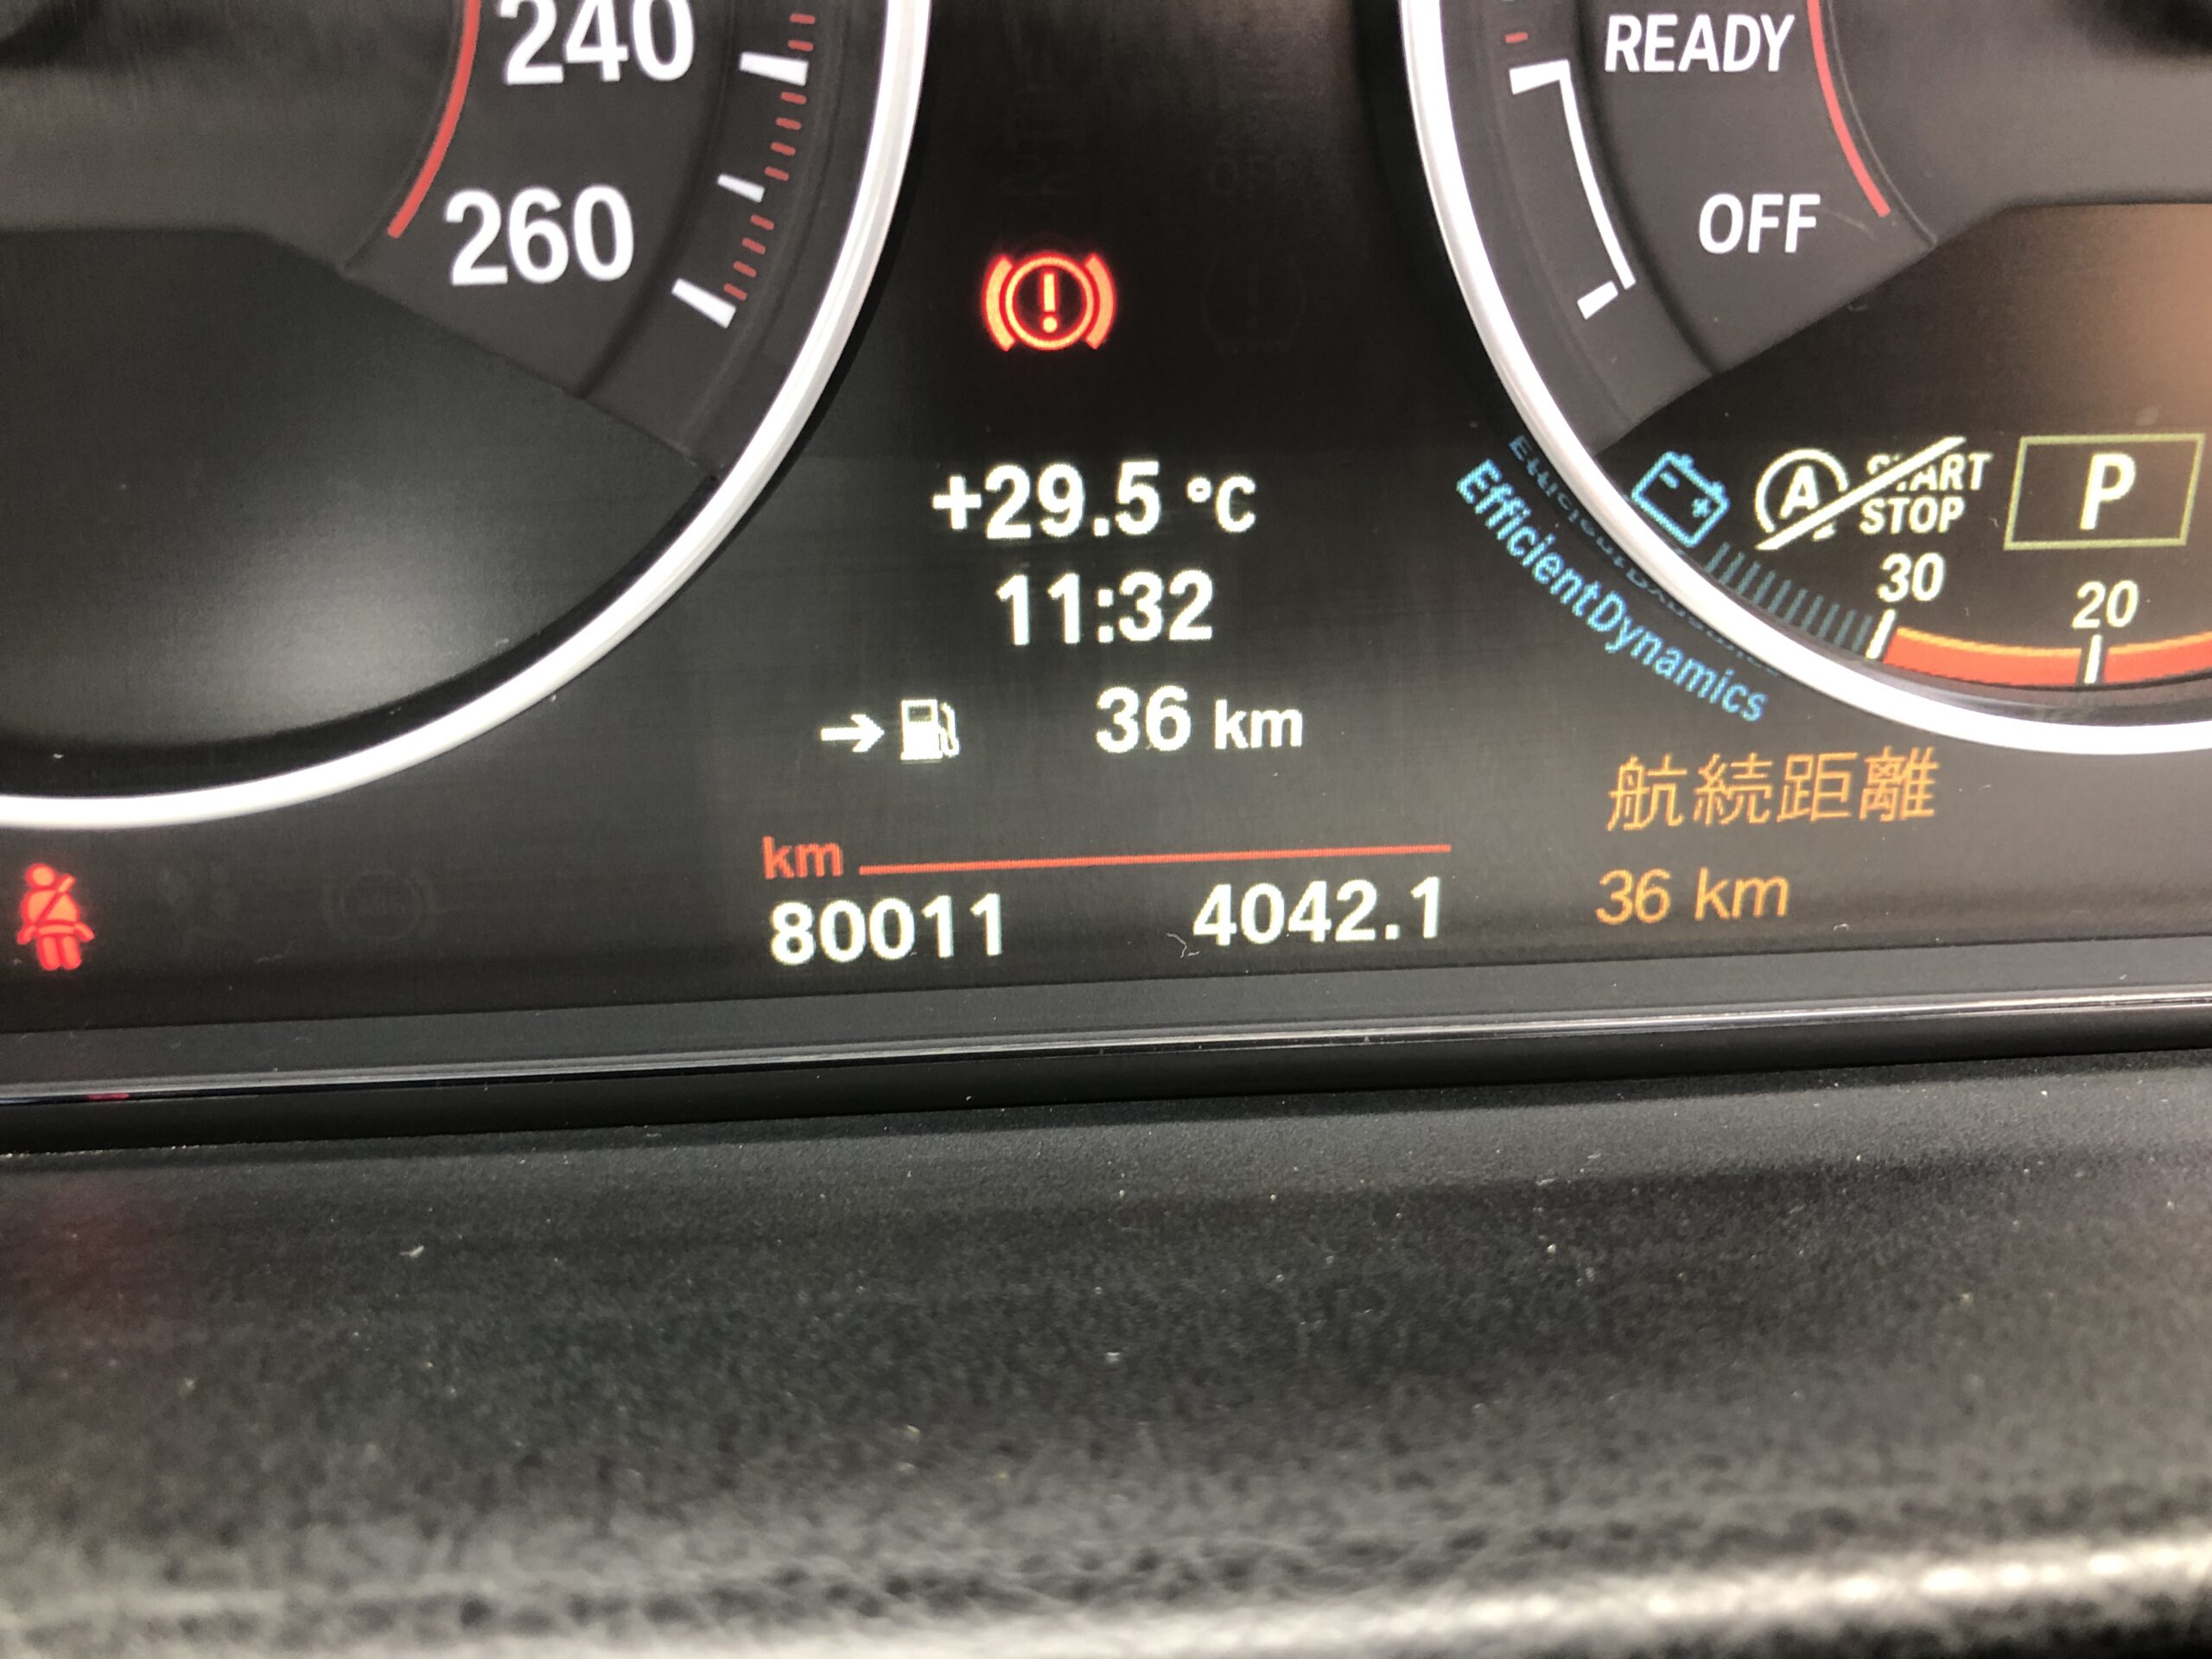 240
260
READY
OFF
+29.5 °C
11:32
36 km
km
80011 4042.1
EfficientDynamics
A START
STOP
P
30
20
航続距離
36 km